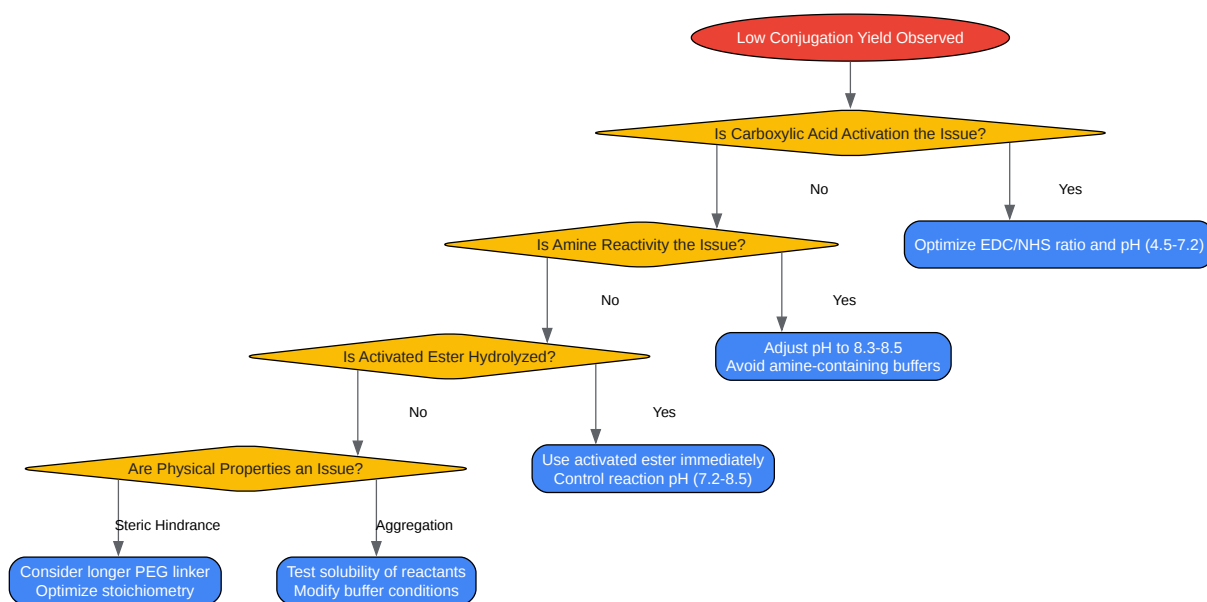 Low Conjugation Yield Observed
Is Carboxylic Acid Activation the Issue?
No
Yes
Is Amine Reactivity the Issue?
Optimize EDC/NHS ratio and pH (4.5-7.2)
No
Yes
Is Activated Ester Hydrolyzed?
Adjust pH to 8.3-8.5
Avoid amine-containing buffers
No
Yes
Are Physical Properties an Issue?
Use activated ester immediately
Control reaction pH (7.2-8.5)
Steric Hindrance
Aggregation
Consider longer PEG linker
Optimize stoichiometry
Test solubility of reactants
Modify buffer conditions